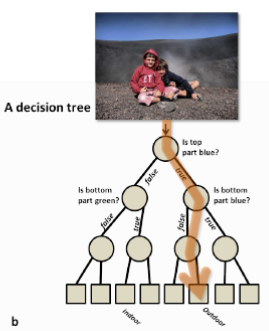 A decision tree
Is top
part blue?
false
true
Is bottom
part green?
Is bottom
part blue?
false
true
false
true
Indoor
Outdoor
b